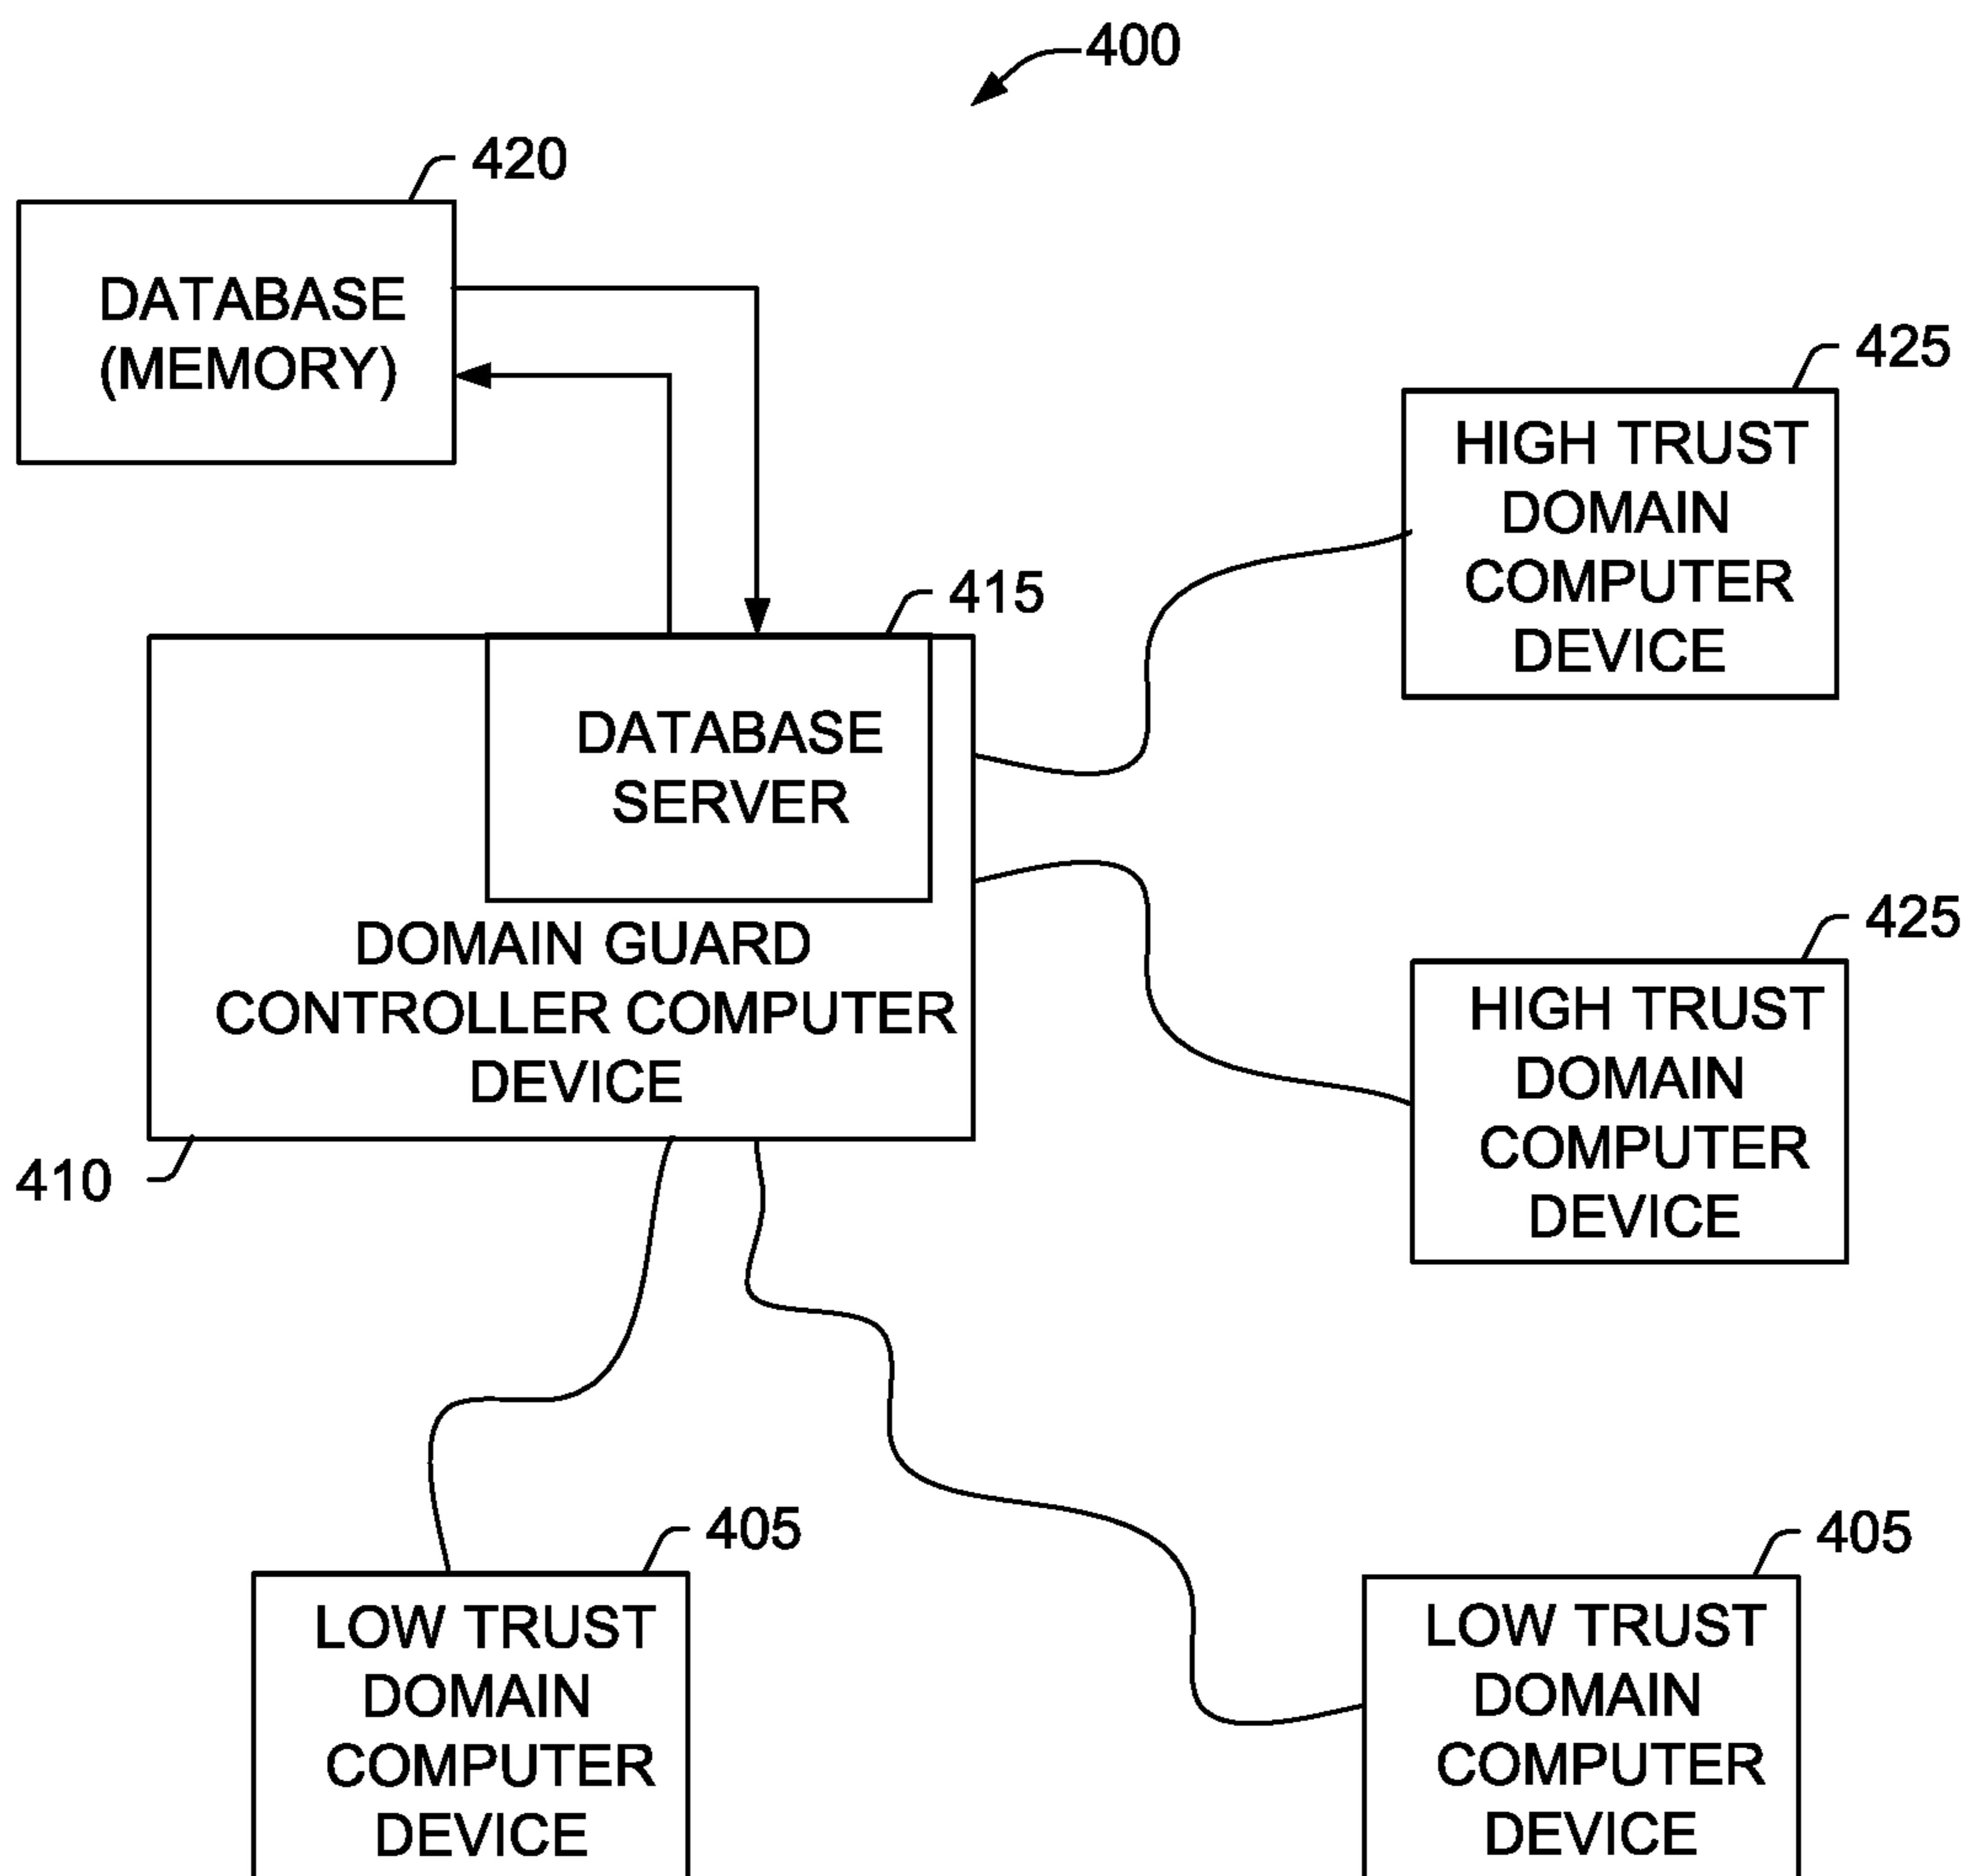 400
420
DATABASE
(MEMORY)
425
HIGH TRUST
DOMAIN
COMPUTER
DEVICE
415
DATABASE
SERVER
DOMAIN GUARD
CONTROLLER COMPUTER
DEVICE
410
425
HIGH TRUST
DOMAIN
COMPUTER
DEVICE
405
LOW TRUST
DOMAIN
COMPUTER
DEVICE
405
LOW TRUST
DOMAIN
COMPUTER
DEVICE